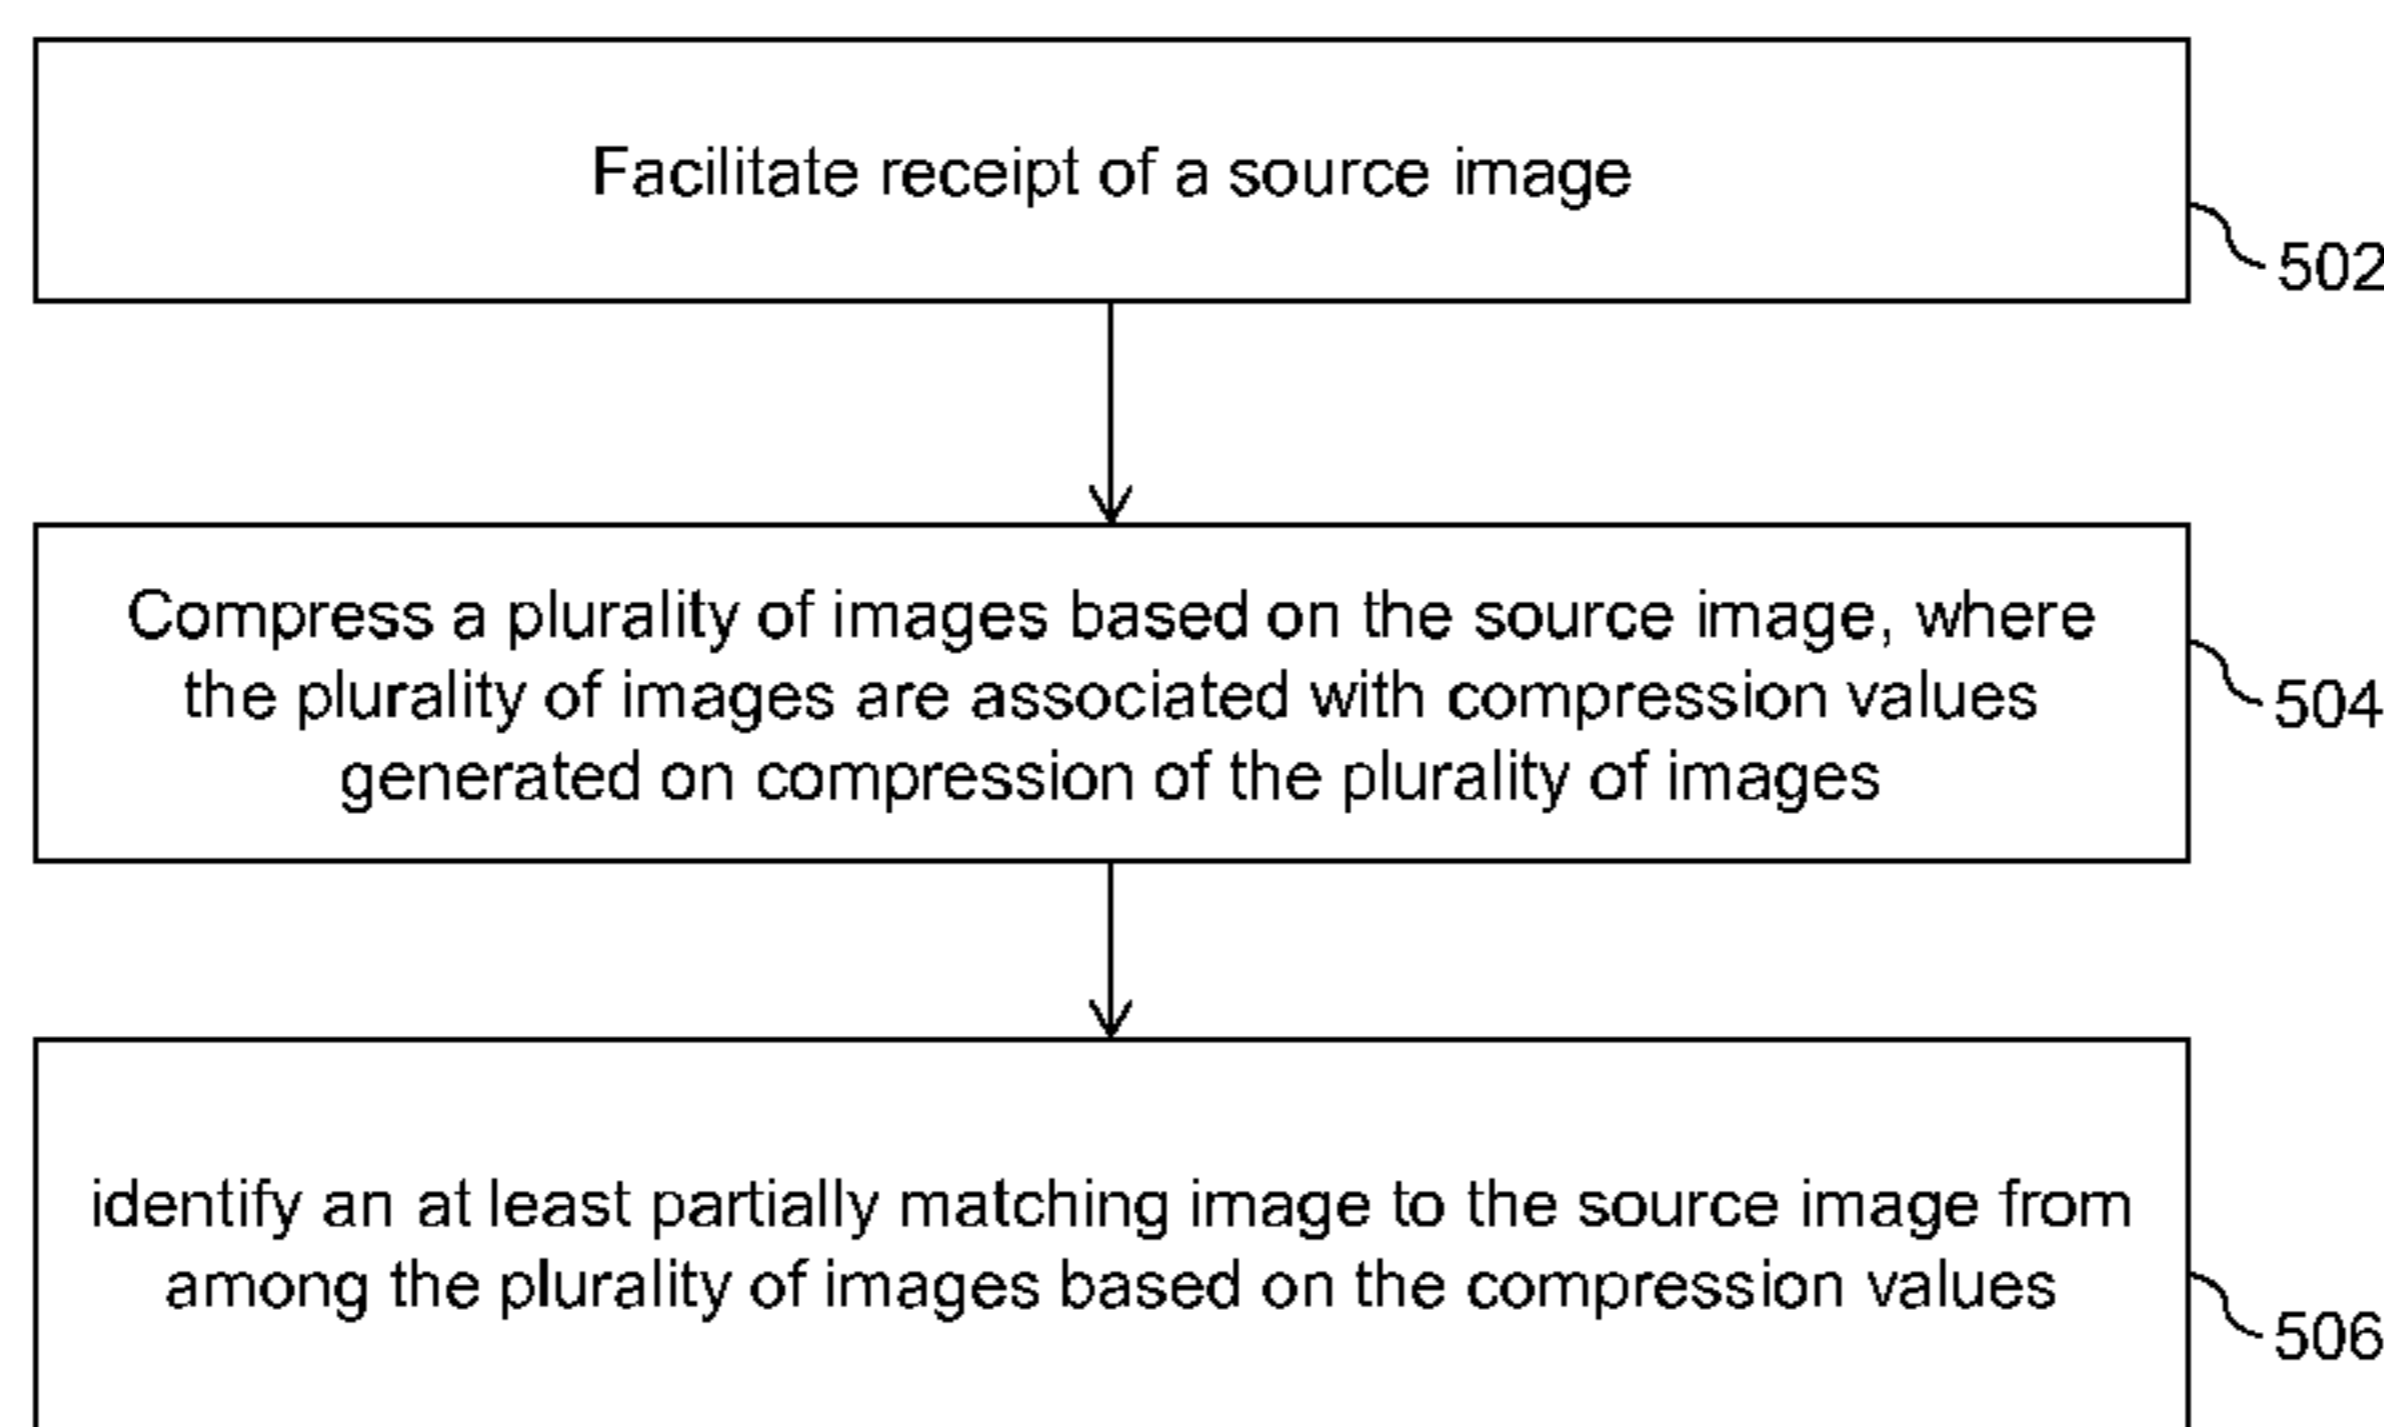 Facilitate receipt of a source image
502
Compress a plurality of images based on the source image, where
the plurality of images are associated with compression values
generated on compression of the plurality of images
504
identify an at least partially matching image to the source image from
among the plurality of images based on the compression values
506